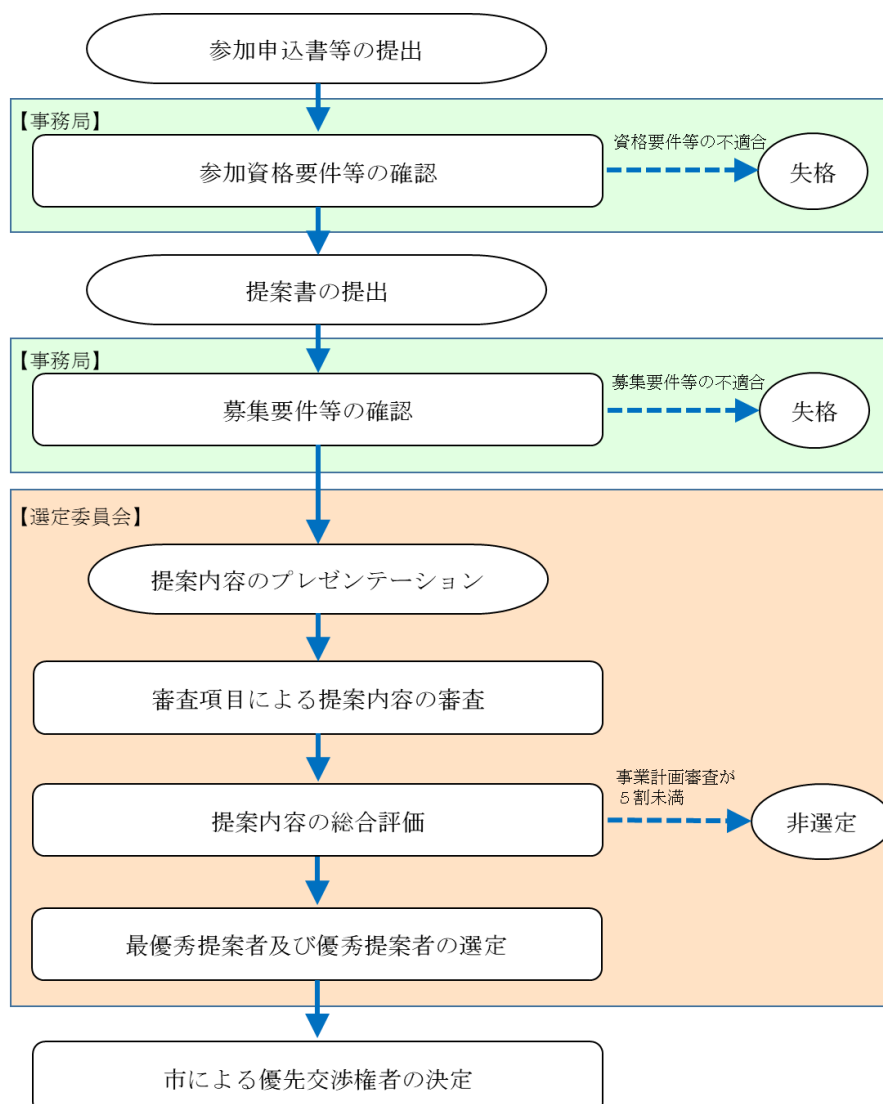 参加申込書等の提出
【事務局】
資格要件等の不適合
参加資格要件等の確認
失格
提案書の提出
【事務局】
募集要件等の不適合
募集要件等の確認
失格
【選定委員会】
提案内容のプレゼンテーション
審査項目による提案内容の審査
事業計画審査が
５割未満
提案内容の総合評価
非選定
最優秀提案者及び優秀提案者の選定
市による優先交渉権者の決定